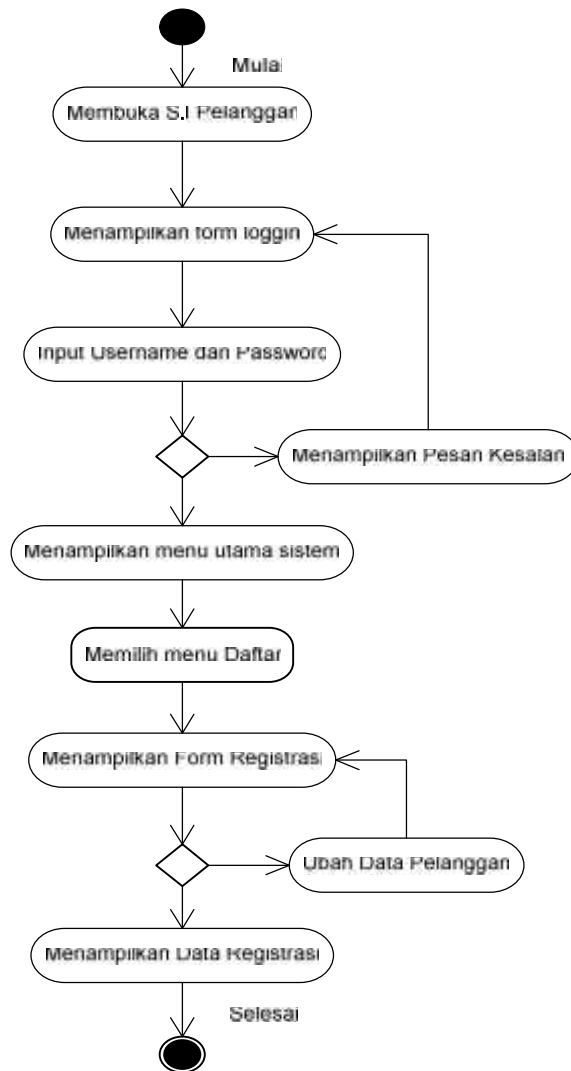 Mulai
Membuka S.I Pelanggan
Menampilkan form loggin
Input Username dan Password
Menampilkan Pesan Kesalan
Menampilkan menu utama sistem
Memilih menu Daftar
Menampilkan Form Registrasi
Ubah Data Pelanggan
Menampilkan Data Registrasi
Selesai